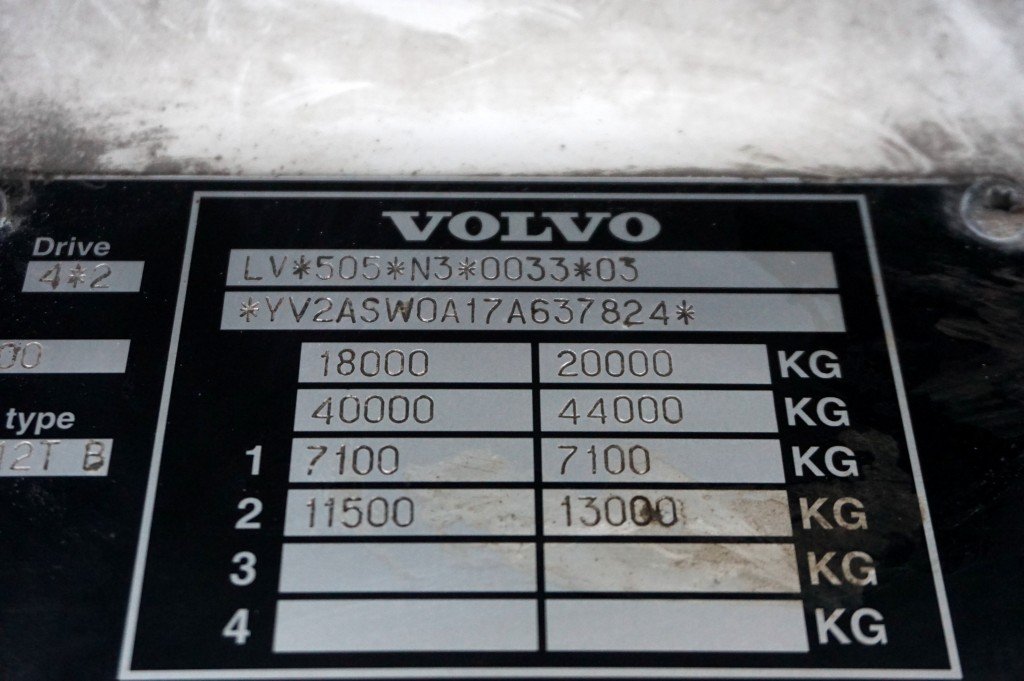 VOLVO
Drive
4*2
LV*505*N3*0033*03
*YV2ASW0A17A637824*
00
18000 20000 KG
type
40000 44000 KG
12T B
1 7100 7100 KG
2 11500 13000 KG
3 KG
4 KG